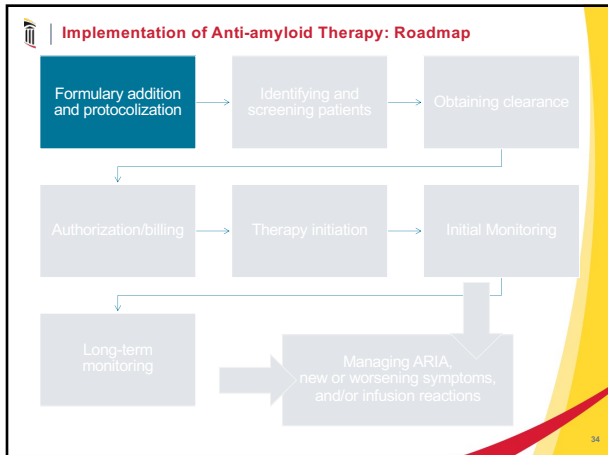 Implementation of Anti-amyloid Therapy: Roadmap
Formulary addition
and protocolization
Identifying and
screening patients
Obtaining clearance
Authorization/billing
Therapy initiation
Initial Monitoring
Long-term
monitoring
Managing ARIA,
new or worsening symptoms,
and/or infusion reactions
34